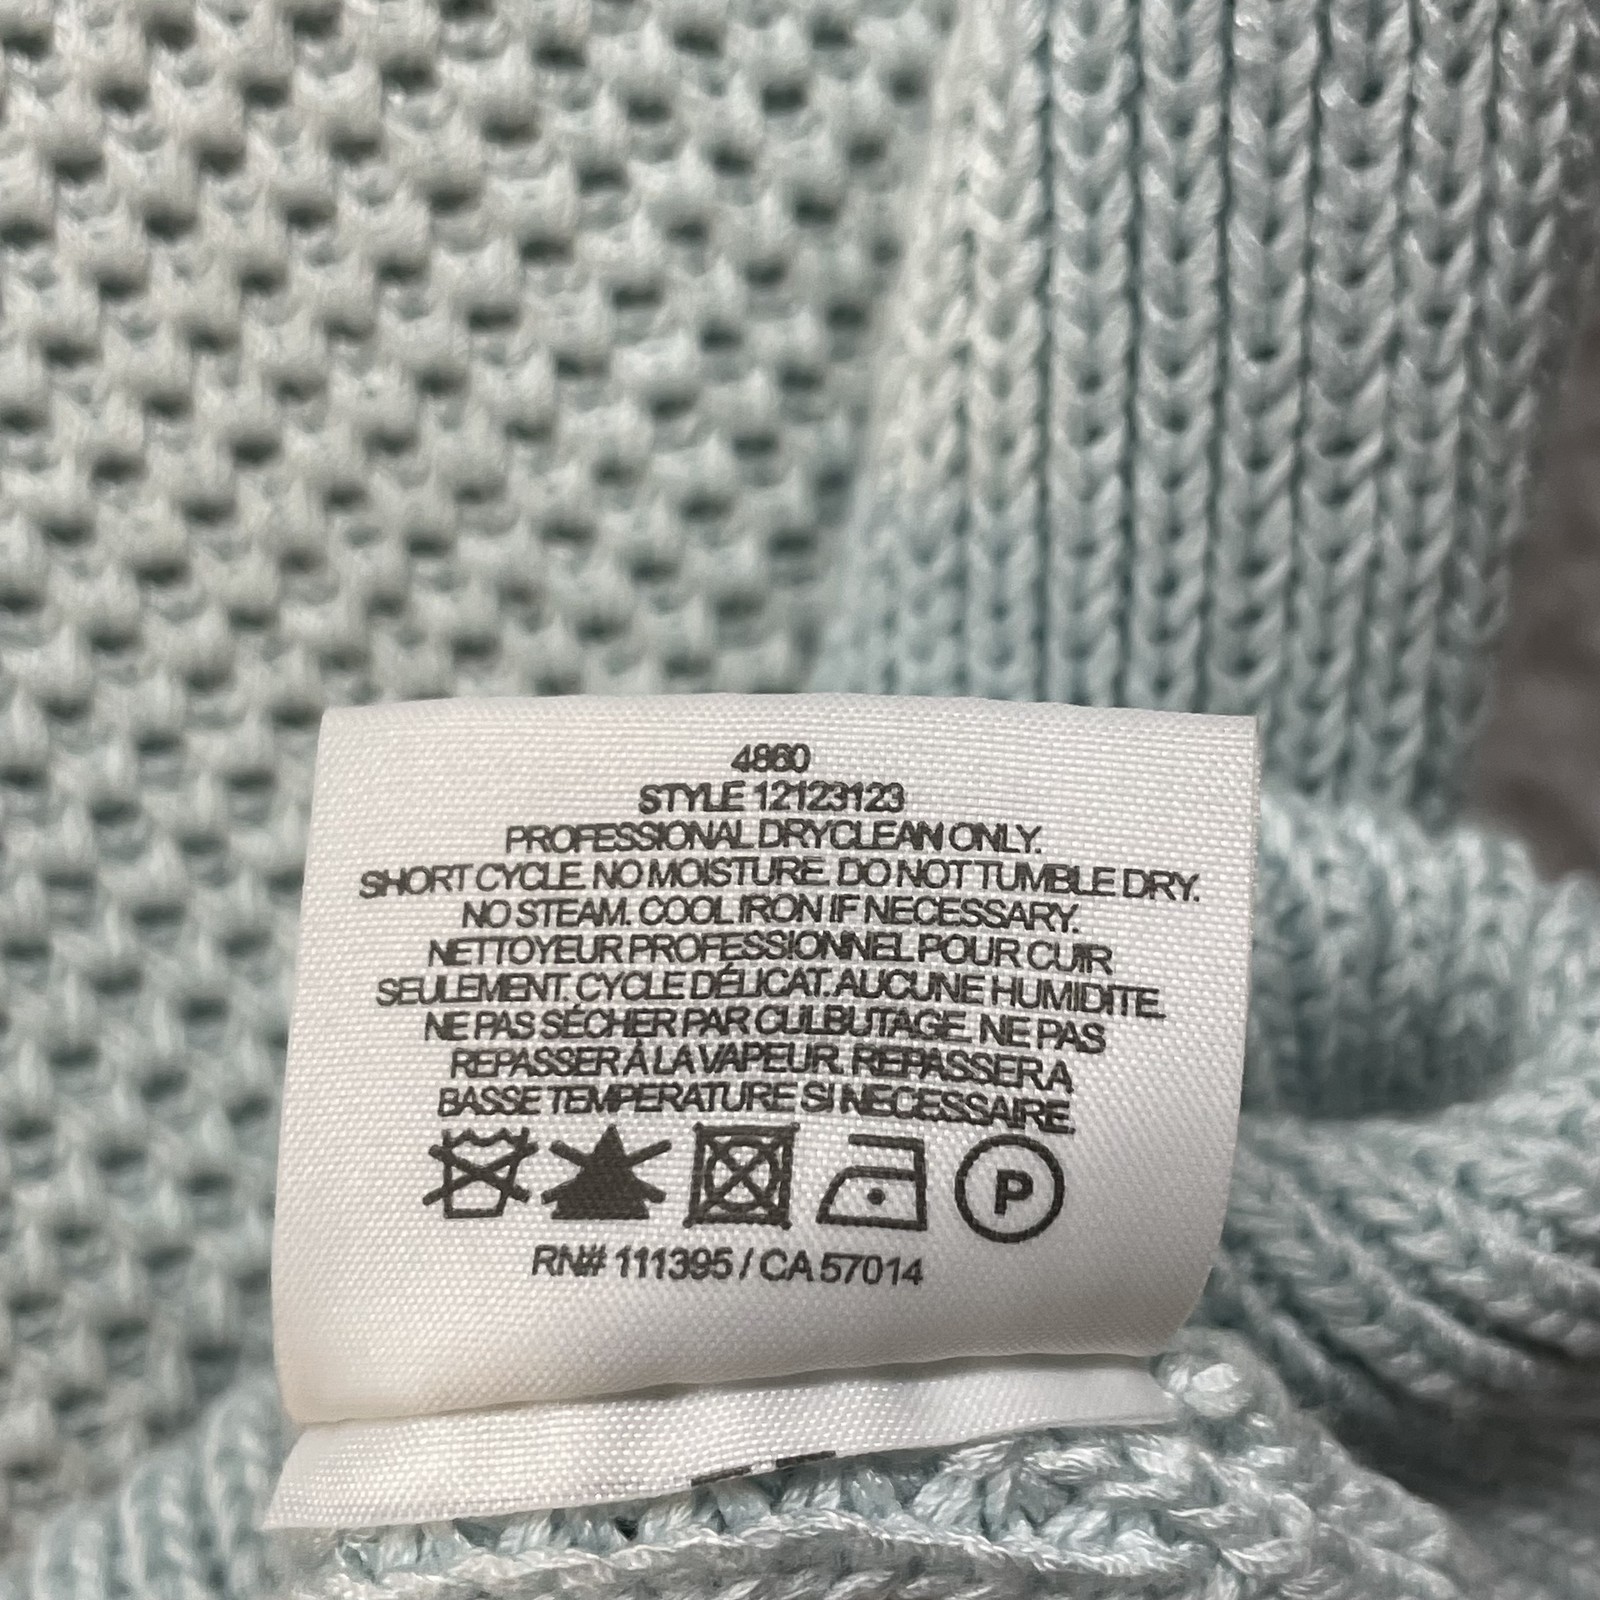 4860
STYLE 12123123
PROFESSIONAL DRYCLEAN ONLY.
SHORT CYCLE. NO MOISTURE. DO NOT TUMBLE DRY.
NO STEAM. COOL IRON IF NECESSARY.
NETTOYEUR PROFESSIONNEL POUR CUIR
SEULEMENT. CYCLE DÉLICAT. AUCUNE HUMIDITE.
NE PAS SÉCHER PAR CULBUTAGE. NE PAS
REPASSER À LA VAPEUR. REPASSER A
BASSE TEMPERATURE SI NECESSAIRE.
P
RN# 111395 / CA 57014